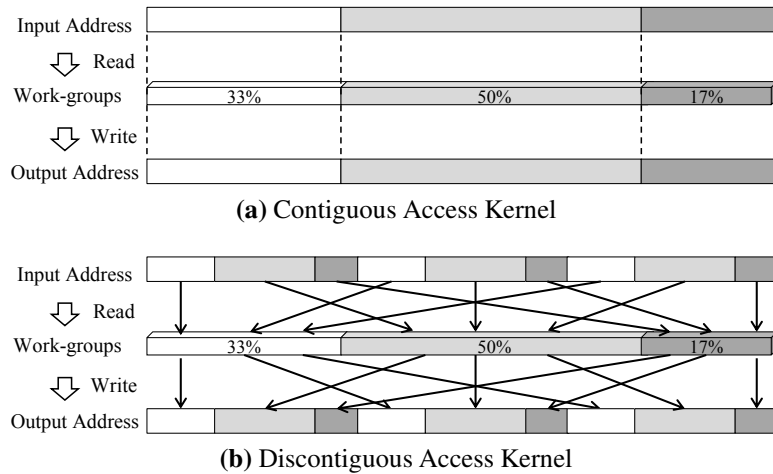 Input Address
Read
Work-groups
33% 50% 17%
Write
Output Address
(a) Contiguous Access Kernel
Input Address
Read
Work-groups
33% 50% 17%
Write
Output Address
(b) Discontiguous Access Kernel